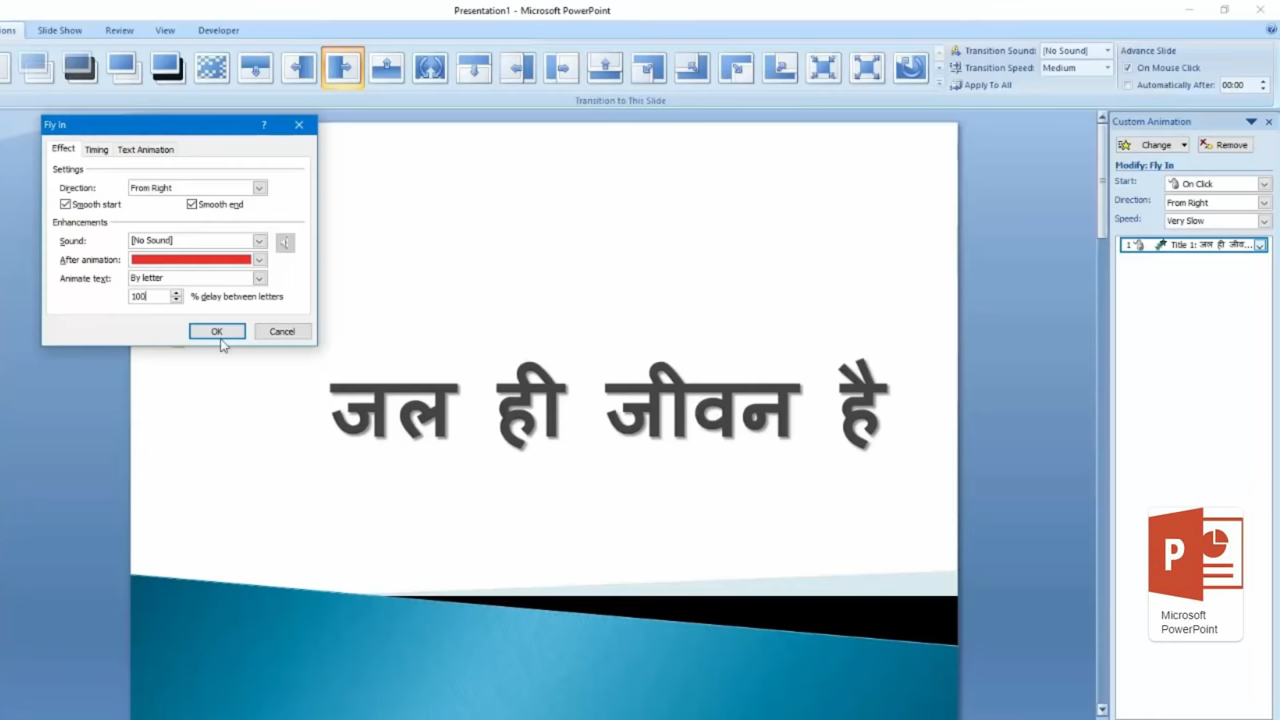 Presentation1 - Microsoft PowerPoint
ions Slide Show Review View Developer
Transition Sound: [No Sound] Advance Slide
Transition Speed: Medium On Mouse Click
Apply To All Automatically After: 00:00
Transition to This Slide
Fly In ?
Effect Timing Text Animation
Settings
Direction: From Right
Smooth start Smooth end
Enhancements
Sound: [No Sound]
After animation:
Animate text: By letter
100 % delay between letters
OK Cancel
Custom Animation
Change Remove
Modify: Fly In
Start: On Click
Direction: From Right
Speed: Very Slow
1 Title 1: जल ही जीव...
जल ही जीवन है
P
Microsoft
PowerPoint